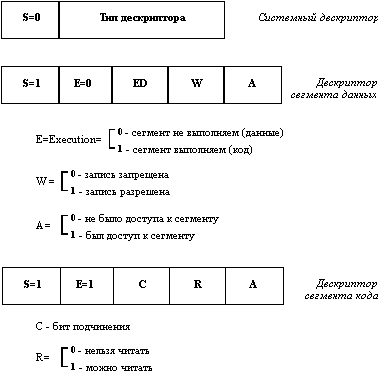 S=0 Тип дескриптора Системный дескриптор
S=1 E=0 ED W A Дескриптор
сегмента данных
E=Execution= 0 - сегмент не выполняем (данные)
1 - сегмент выполняем (код)
W= 0 - запись запрещена
1 - запись разрешена
A= 0 - не было доступа к сегменту
1 - был доступ к сегменту
S=1 E=1 C R A Дескриптор
сегмента кода
C - бит подчинения
R= 0 - нельзя читать
1 - можно читать